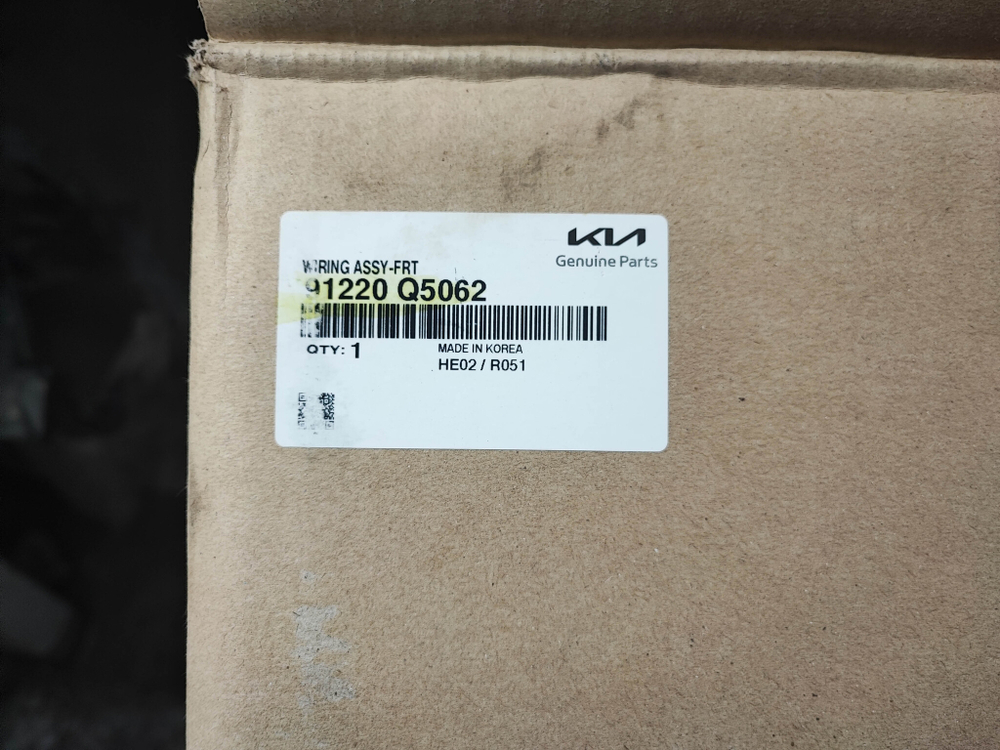 KIA
Genuine Parts
WIRING ASSY-FRT
91220 Q5062
QTY: 1
MADE IN KOREA
HE02 / R051